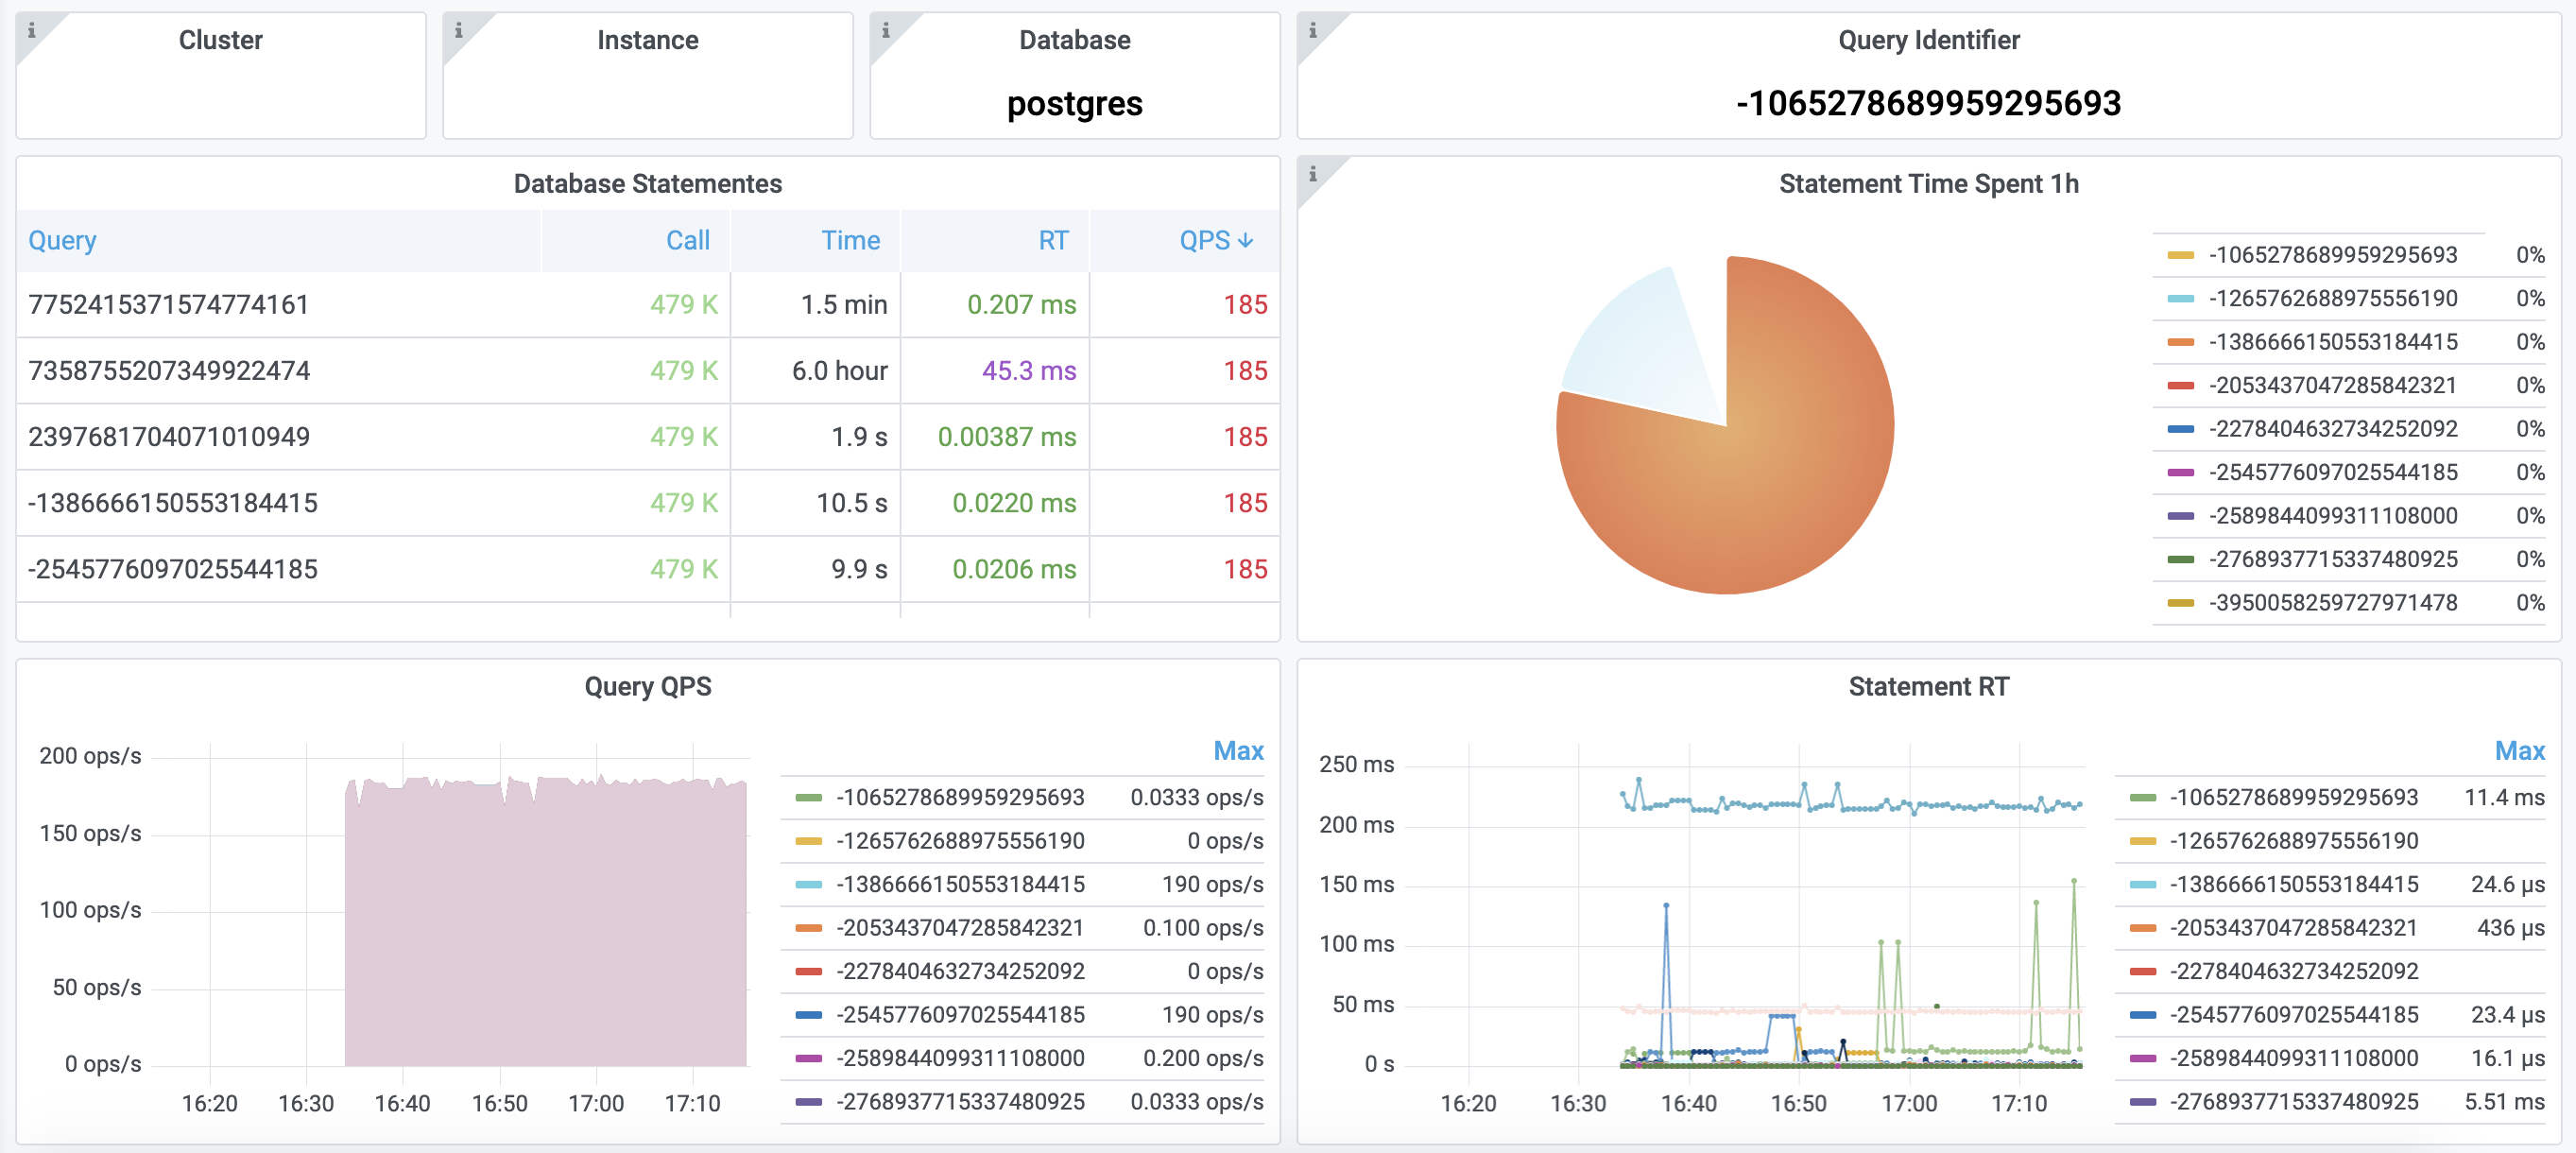 Cluster
Instance
Database
postgres
Query Identifier
-1065278689959295693
Database Statementes
Query Call Time RT QPS
7752415371574774161 479 K 1.5 min 0.207 ms 185
7358755207349922474 479 K 6.0 hour 45.3 ms 185
2397681704071010949 479 K 1.9 s 0.00387 ms 185
-1386666150553184415 479 K 10.5 s 0.0220 ms 185
-2545776097025544185 479 K 9.9 s 0.0206 ms 185
Statement Time Spent 1h
-1065278689959295693 0%
-1265762688975556190 0%
-1386666150553184415 0%
-2053437047285842321 0%
-2278404632734252092 0%
-2545776097025544185 0%
-2589844099311108000 0%
-2768937715337480925 0%
-3950058259727971478 0%
Query QPS
200 ops/s
150 ops/s
100 ops/s
50 ops/s
0 ops/s
16:20 16:30 16:40 16:50 17:00 17:10
Max
-1065278689959295693 0.0333 ops/s
-1265762688975556190 0 ops/s
-1386666150553184415 190 ops/s
-2053437047285842321 0.100 ops/s
-2278404632734252092 0 ops/s
-2545776097025544185 190 ops/s
-2589844099311108000 0.200 ops/s
-2768937715337480925 0.0333 ops/s
Statement RT
250 ms
200 ms
150 ms
100 ms
50 ms
0 s
16:20 16:30 16:40 16:50 17:00 17:10
Max
-1065278689959295693 11.4 ms
-1265762688975556190
-1386666150553184415 24.6 µs
-2053437047285842321 436 µs
-2278404632734252092
-2545776097025544185 23.4 µs
-2589844099311108000 16.1 µs
-2768937715337480925 5.51 ms